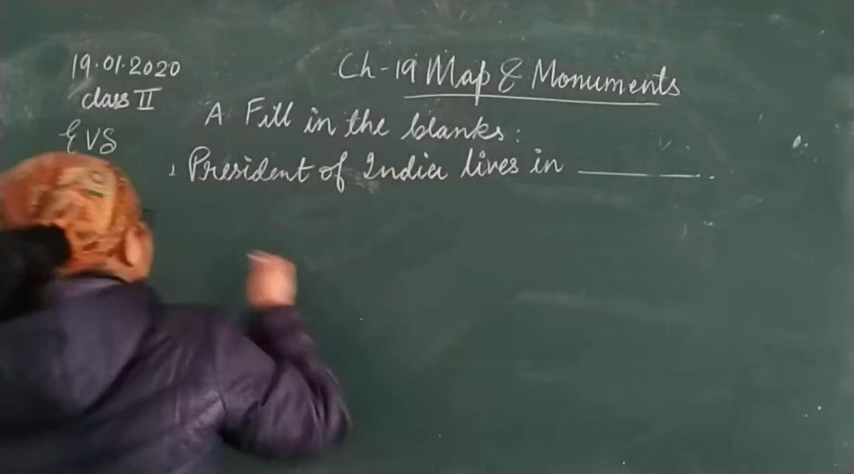 19.01.2020
Ch-19 Map & Monuments
class II
A Fill in the blanks:
EVS
1 President of India lives in ________.